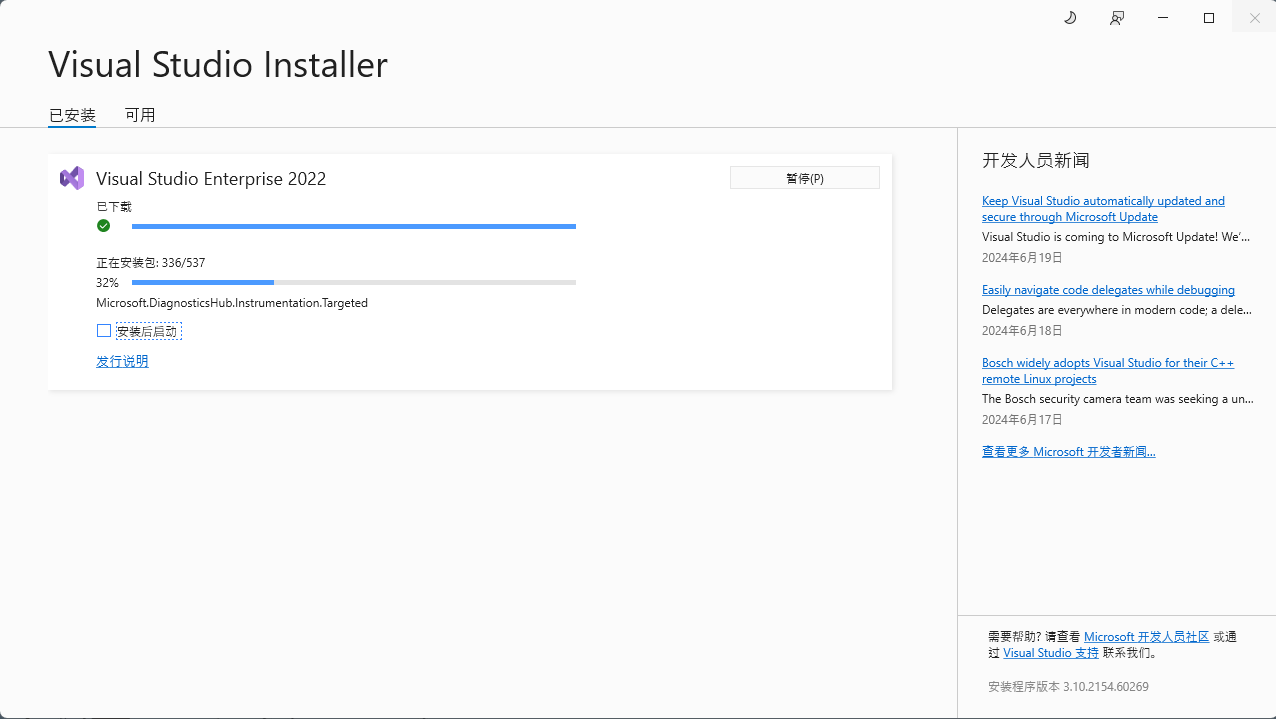 Visual Studio Installer
已安装
可用
Visual Studio Enterprise 2022
暂停(P)
已下载
正在安装包: 336/537
32%
Microsoft.DiagnosticsHub.Instrumentation.Targeted
安装后启动
发行说明
开发人员新闻
Keep Visual Studio automatically updated and
secure through Microsoft Update
Visual Studio is coming to Microsoft Update! We'...
2024年6月19日
Easily navigate code delegates while debugging
Delegates are everywhere in modern code; a dele...
2024年6月18日
Bosch widely adopts Visual Studio for their C++
remote Linux projects
The Bosch security camera team was seeking a un...
2024年6月17日
查看更多 Microsoft 开发者新闻...
需要帮助? 请查看 Microsoft 开发人员社区 或通
过 Visual Studio 支持 联系我们。
安装程序版本 3.10.2154.60269